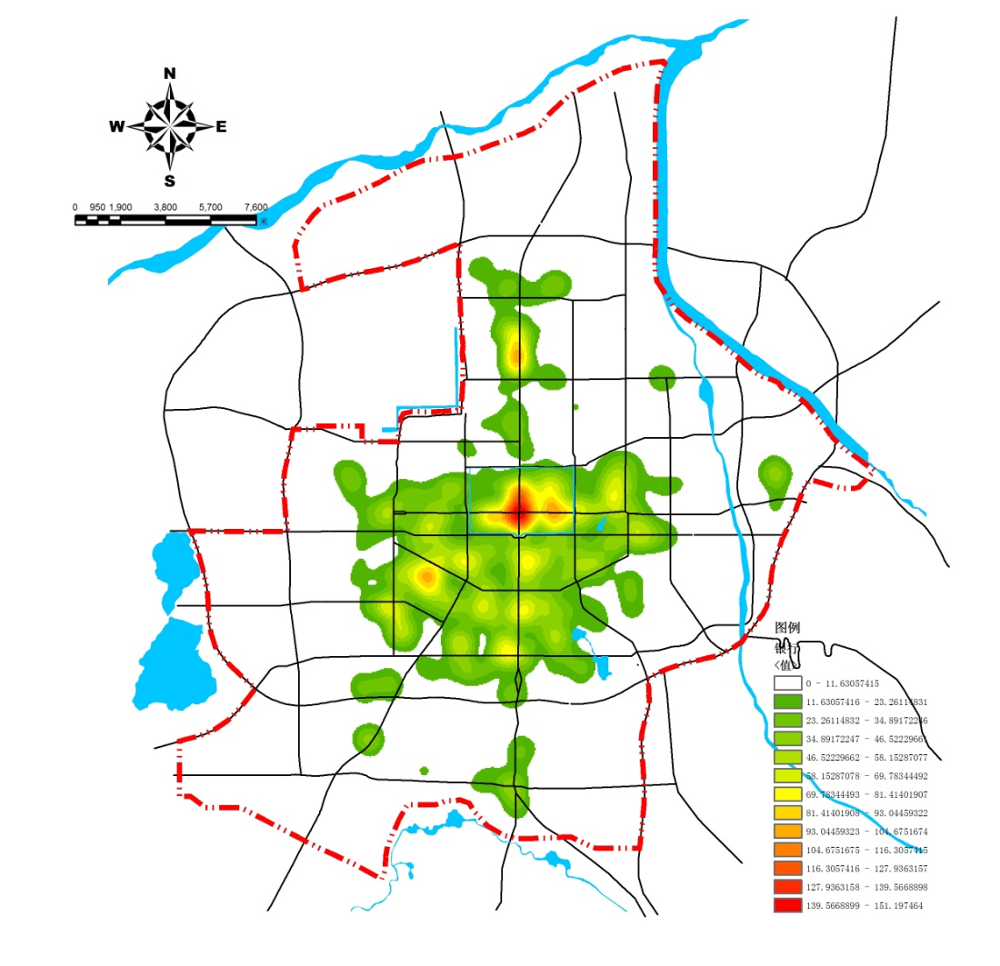 N
W E
S
0 950 1,900 3,800 5,700 7,600
米
图例
银行
<值>
0 - 11.63057415
11.63057416 - 23.26114831
23.26114832 - 34.89172246
34.89172247 - 46.52229661
46.52229662 - 58.15287077
58.15287078 - 69.78344492
69.78344493 - 81.41401907
81.41401908 - 93.04459322
93.04459323 - 104.6751674
104.6751675 - 116.3057415
116.3057416 - 127.9363157
127.9363158 - 139.5668898
139.5668899 - 151.197464